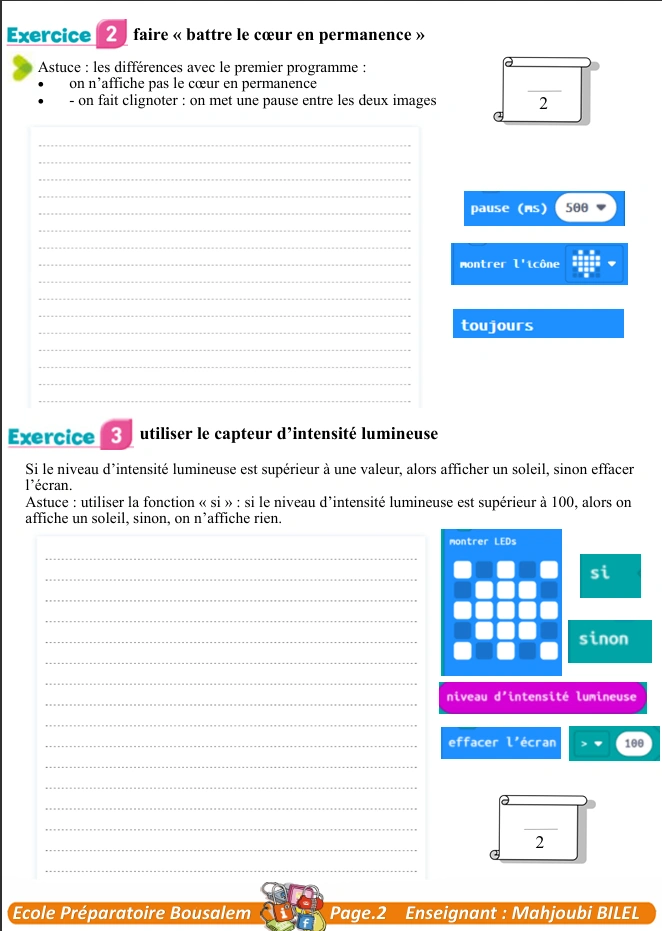 Exercice 2 faire « battre le cœur en permanence »
Astuce : les différences avec le premier programme :
• on n’affiche pas le cœur en permanence
• - on fait clignoter : on met une pause entre les deux images
2
pause (ms) 500
montrer l'icône
toujours
Exercice 3 utiliser le capteur d’intensité lumineuse
Si le niveau d’intensité lumineuse est supérieur à une valeur, alors afficher un soleil, sinon effacer
l’écran.
Astuce : utiliser la fonction « si » : si le niveau d’intensité lumineuse est supérieur à 100, alors on
affiche un soleil, sinon, on n’affiche rien.
montrer LEDs
si
sinon
niveau d’intensité lumineuse
effacer l’écran
> 100
2
Ecole Préparatoire Bousalem Page.2 Enseignant : Mahjoubi BILEL